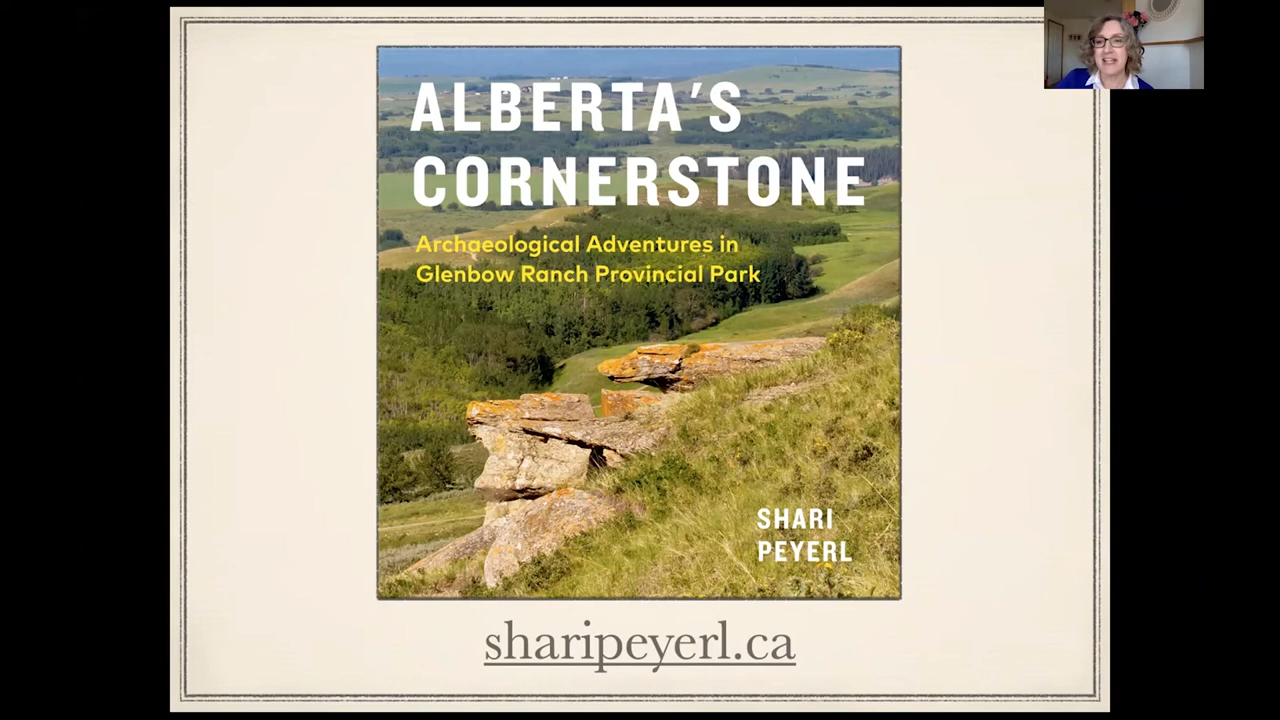 ALBERTA'S
CORNERSTONE
Archaeological Adventures in
Glenbow Ranch Provincial Park
SHARI
PEYERL
sharipeyerl.ca